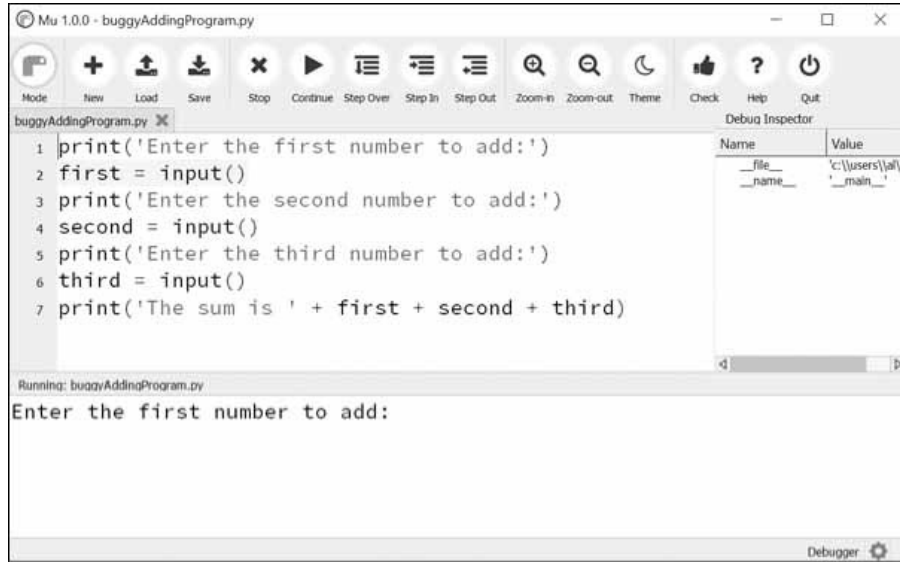 Mu 1.0.0 - buggyAddingProgram.py
Mode New Load Save Stop Continue Step Over Step In Step Out Zoom-in Zoom-out Theme Check Help Quit
buggyAddingProgram.py
Debug Inspector
1 print('Enter the first number to add:')
2 first = input()
3 print('Enter the second number to add:')
4 second = input()
5 print('Enter the third number to add:')
6 third = input()
7 print('The sum is ' + first + second + third)
Name Value
__file__ 'c:\\users\\al\
__name__ '__main__'
Running: buggyAddingProgram.py
Enter the first number to add:
Debugger